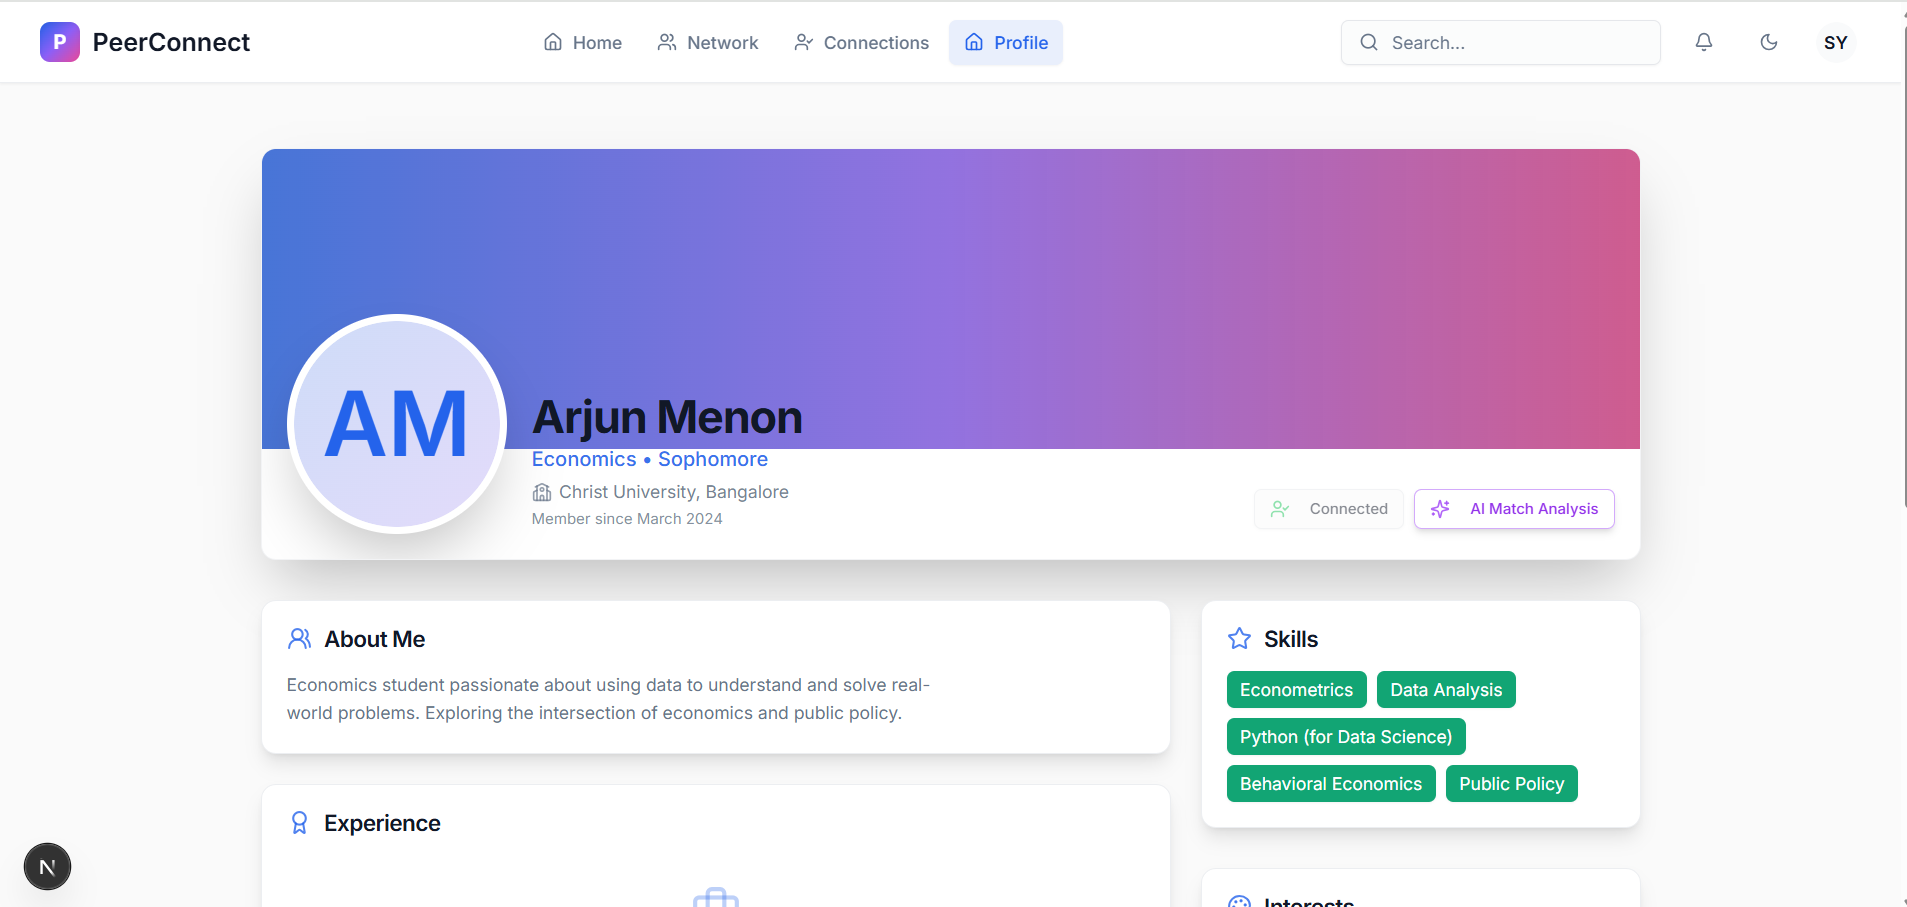 P PeerConnect
Home
Network
Connections
Profile
Search...
SY
AM
Arjun Menon
Economics • Sophomore
Christ University, Bangalore
Member since March 2024
Connected
AI Match Analysis
About Me
Economics student passionate about using data to understand and solve real-
world problems. Exploring the intersection of economics and public policy.
Experience
Skills
Econometrics
Data Analysis
Python (for Data Science)
Behavioral Economics
Public Policy
Interests
N